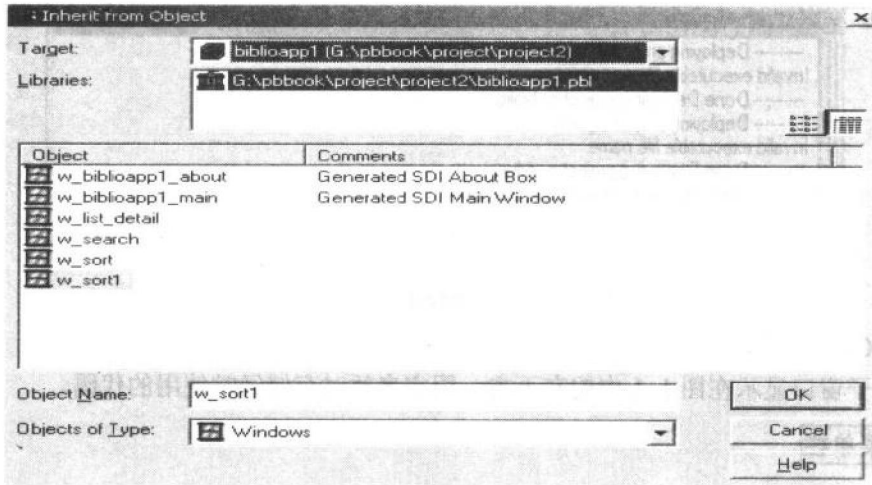 Inherit from Object
Target:
biblioapp1 (G:\pbbook\project\project2)
Libraries:
G:\pbbook\project\project2\biblioapp1.pbl
Object Comments
w_biblioapp1_about Generated SDI About Box
w_biblioapp1_main Generated SDI Main Window
w_list_detail
w_search
w_sort
w_sort1
Object Name: w_sort1
OK
Objects of Type: Windows
Cancel
Help